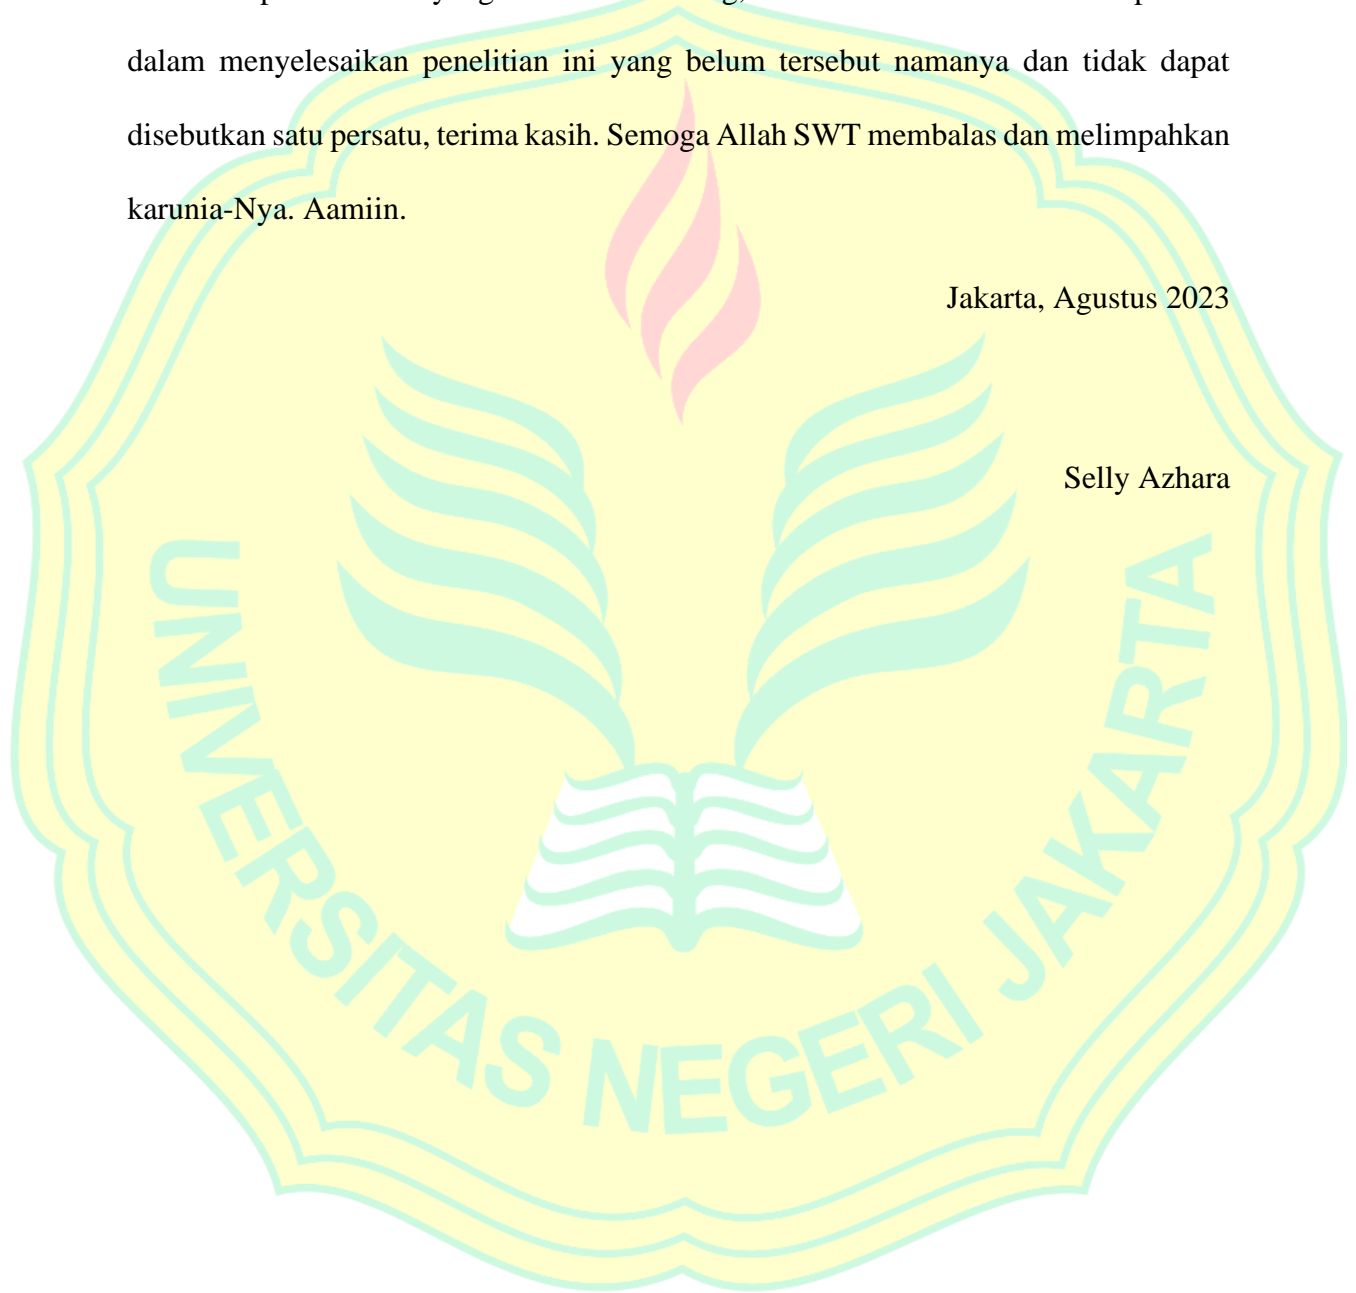 dalam menyelesaikan penelitian ini yang belum tersebut namanya dan tidak dapat
disebutkan satu persatu, terima kasih. Semoga Allah SWT membalas dan melimpahkan
karunia-Nya. Aamiin.
Jakarta, Agustus 2023
Selly Azhara
UNIVERSITAS NEGERI JAKARTA